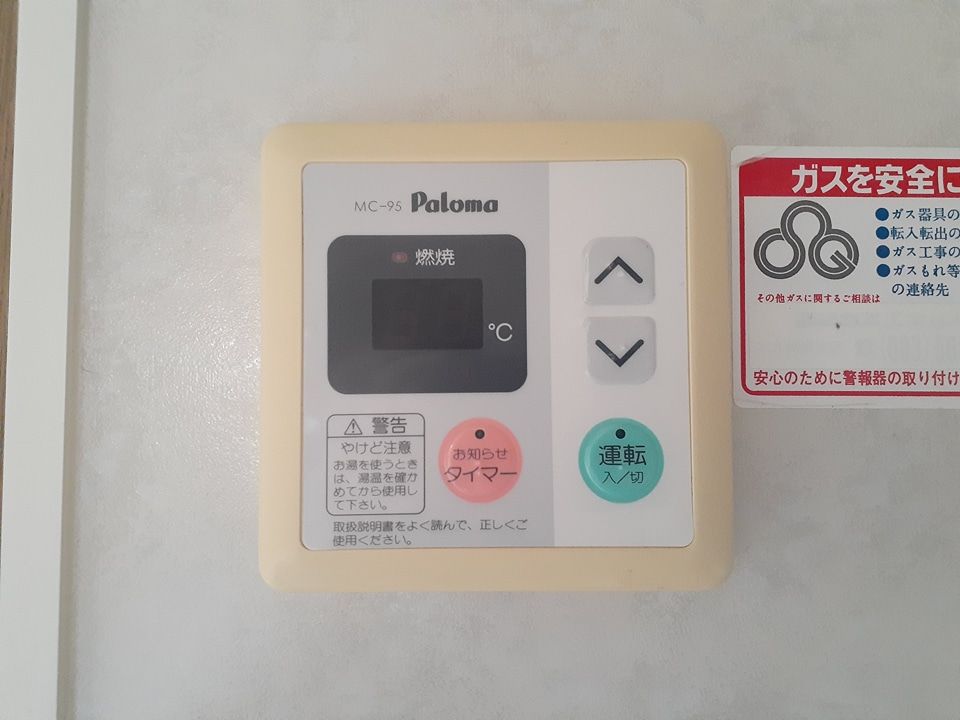 MC-95 Paloma
燃焼
℃
警告
やけど注意
お湯を使うとき
は、湯温を確か
めてから使用し
て下さい。
お知らせ
タイマー
運転
入/切
取扱説明書をよく読んで、正しくご
使用ください。
ガスを安全に
●ガス器具の
●転入転出の
●ガス工事の
●ガスもれ等
の連絡先
その他ガスに関するご相談は
安心のために警報器の取り付け